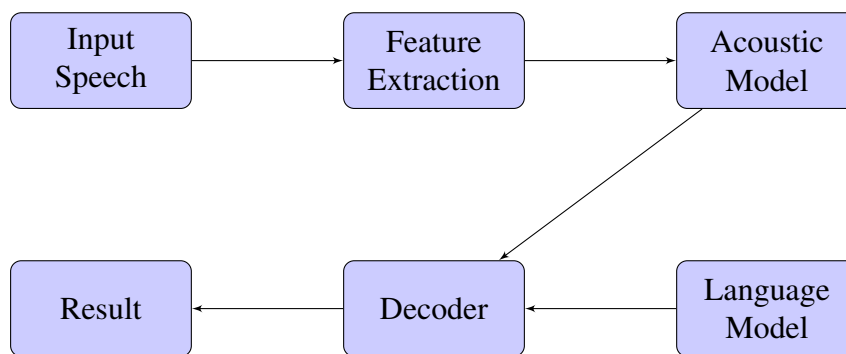 Input
Speech
Feature
Extraction
Acoustic
Model
Result
Decoder
Language
Model